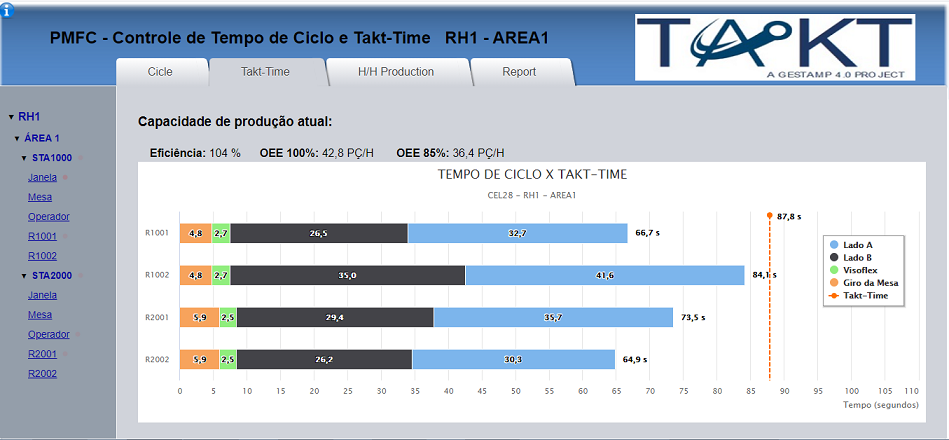 PMFC - Controle de Tempo de Ciclo e Takt-Time RH1 - AREA1
TAKT
A GESTAMP 4.0 PROJECT
Cicle Takt-Time H/H Production Report
RH1
ÁREA 1
STA1000
Janela
Mesa
Operador
R1001
R1002
STA2000
Janela
Mesa
Operador
R2001
R2002
Capacidade de produção atual:
Eficiência: 104 % OEE 100%: 42,8 PÇ/H OEE 85%: 36,4 PÇ/H
TEMPO DE CICLO X TAKT-TIME
CEL28 - RH1 - AREA1
87,8 s
R1001 4,8 2,7 26,5 32,7 66,7 s
R1002 4,8 2,7 35,0 41,6 84,1 s
R2001 5,9 2,5 29,4 35,7 73,5 s
R2002 5,9 2,5 26,2 30,3 64,9 s
Lado A
Lado B
Visoflex
Giro da Mesa
Takt-Time
0 5 10 15 20 25 30 35 40 45 50 55 60 65 70 75 80 85 90 95 100 105 110
Tempo (segundos)